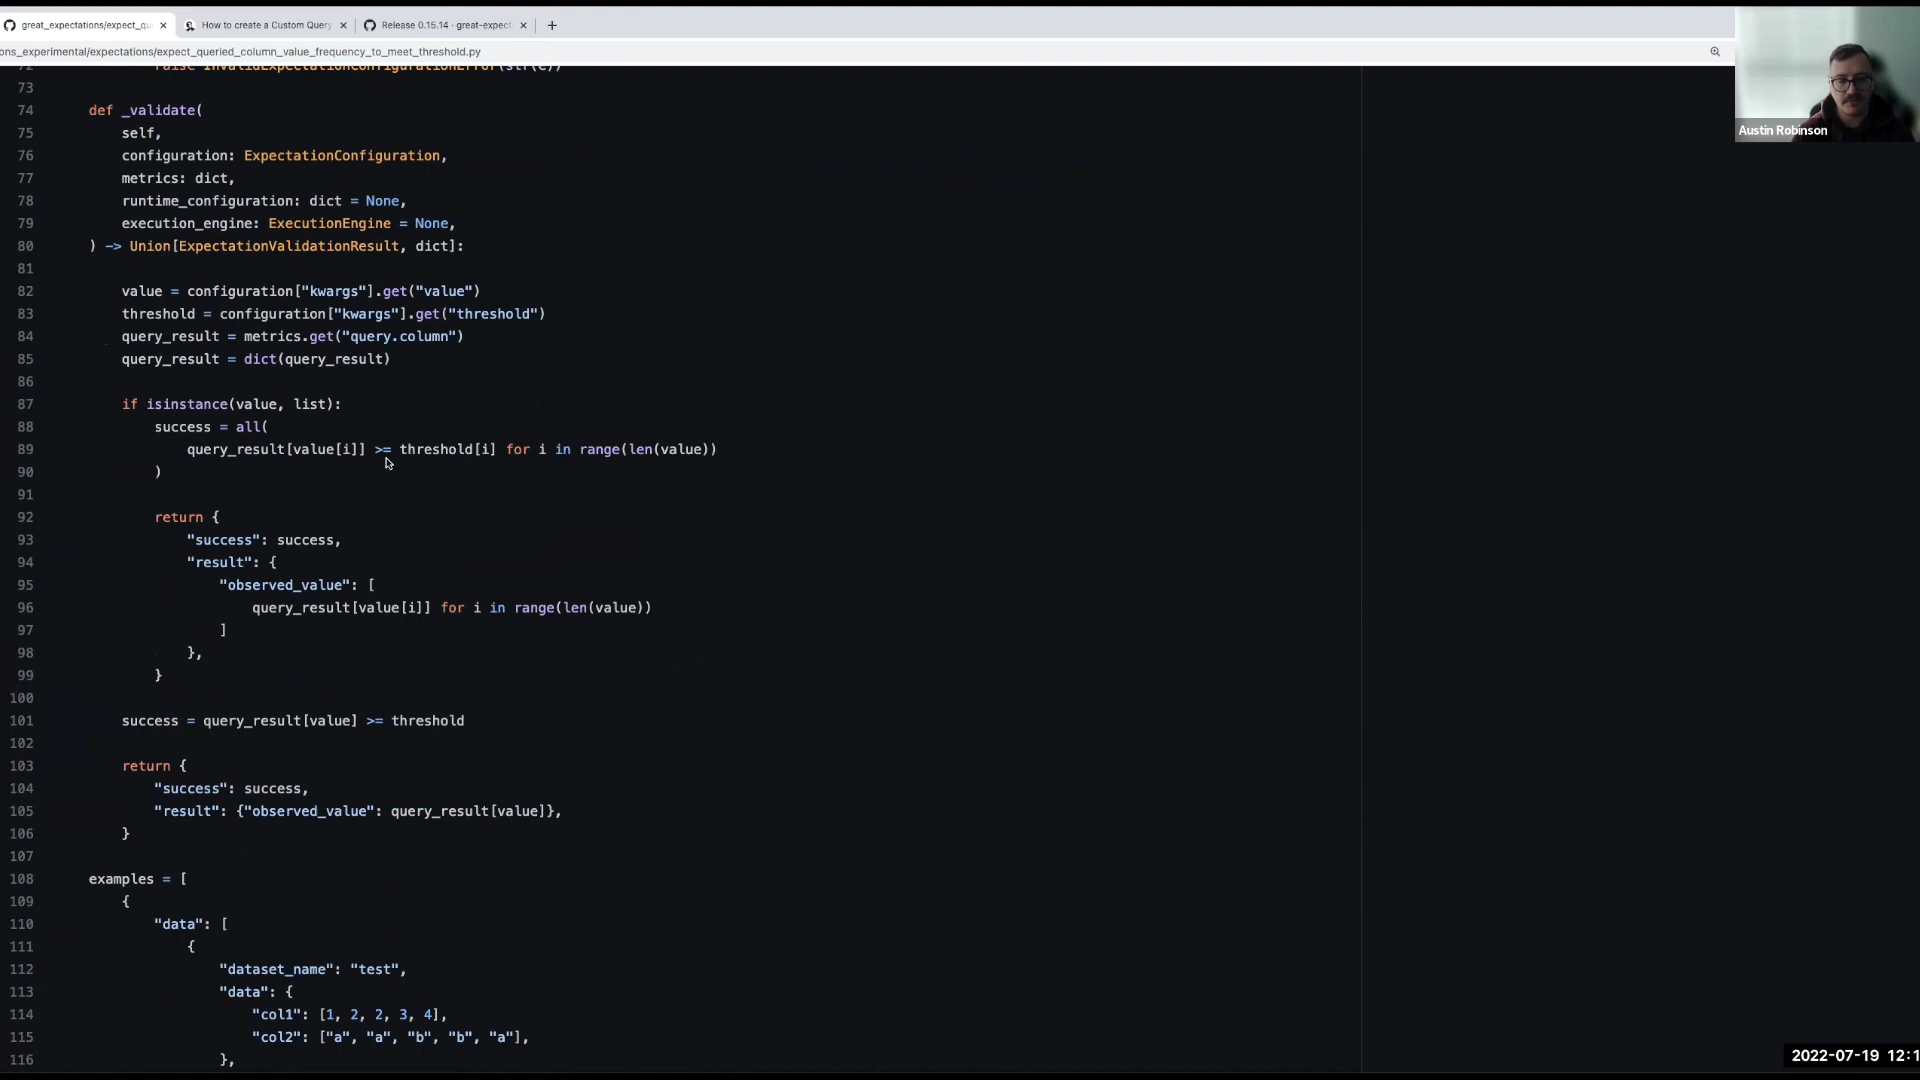 great_expectations/expect_qu
How to create a Custom Query
Release 0.15.14 · great-expect
ons_experimental/expectations/expect_queried_column_value_frequency_to_meet_threshold.py
Austin Robinson
72 raise InvalidExpectationConfigurationError(str(e))
73
74 def _validate(
75 self,
76 configuration: ExpectationConfiguration,
77 metrics: dict,
78 runtime_configuration: dict = None,
79 execution_engine: ExecutionEngine = None,
80 ) -> Union[ExpectationValidationResult, dict]:
81
82 value = configuration["kwargs"].get("value")
83 threshold = configuration["kwargs"].get("threshold")
84 query_result = metrics.get("query.column")
85 query_result = dict(query_result)
86
87 if isinstance(value, list):
88 success = all(
89 query_result[value[i]] >= threshold[i] for i in range(len(value))
90 )
91
92 return {
93 "success": success,
94 "result": {
95 "observed_value": [
96 query_result[value[i]] for i in range(len(value))
97 ]
98 },
99 }
100
101 success = query_result[value] >= threshold
102
103 return {
104 "success": success,
105 "result": {"observed_value": query_result[value]},
106 }
107
108 examples = [
109 {
110 "data": [
111 {
112 "dataset_name": "test",
113 "data": {
114 "col1": [1, 2, 2, 3, 4],
115 "col2": ["a", "a", "b", "b", "a"],
116 },
2022-07-19 12:1